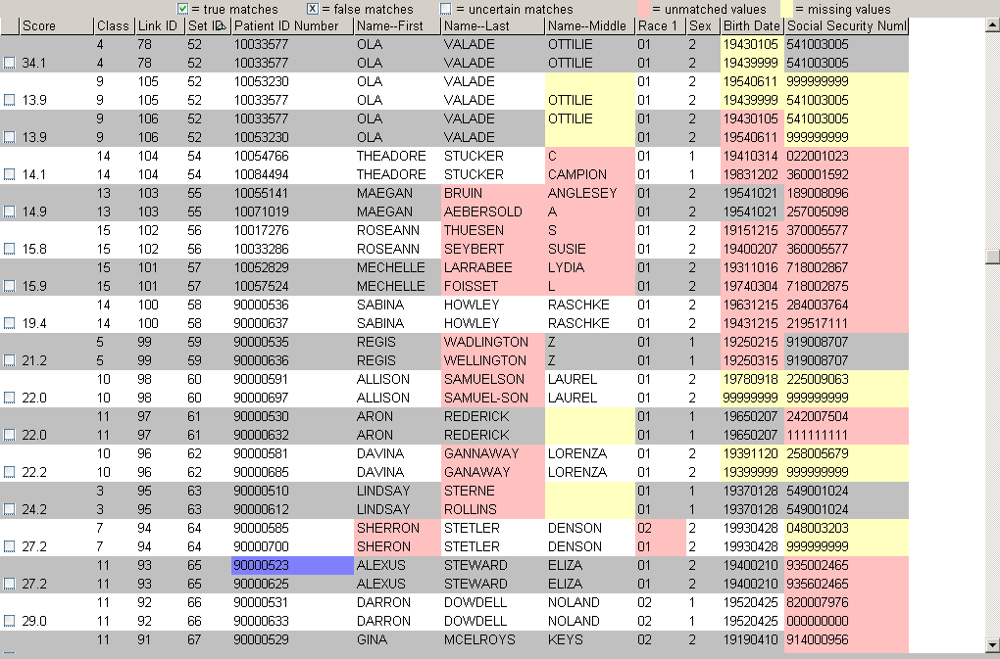 = true matches = false matches = uncertain matches = unmatched values = missing values
Score Class Link ID Set ID Patient ID Number Name--First Name--Last Name--Middle Race 1 Sex Birth Date Social Security Numl
4 78 52 10033577 OLA VALADE OTTILIE 01 2 19430105 541003005
34.1 4 78 52 10033577 OLA VALADE OTTILIE 01 2 19439999 541003005
9 105 52 10053230 OLA VALADE 01 2 19540611 999999999
13.9 9 105 52 10033577 OLA VALADE OTTILIE 01 2 19439999 541003005
9 106 52 10033577 OLA VALADE OTTILIE 01 2 19430105 541003005
13.9 9 106 52 10053230 OLA VALADE 01 2 19540611 999999999
14 104 54 10054766 THEADORE STUCKER C 01 1 19410314 022001023
14.1 14 104 54 10084494 THEADORE STUCKER CAMPION 01 1 19831202 360001592
13 103 55 10055141 MAEGAN BRUIN ANGLESEY 01 2 19541021 189008096
14.9 13 103 55 10071019 MAEGAN AEBERSOLD A 01 2 19541021 257005098
15 102 56 10017276 ROSEANN THUESEN S 01 2 19151215 370005577
15.8 15 102 56 10033286 ROSEANN SEYBERT SUSIE 01 2 19400207 360005577
15 101 57 10052829 MECHELLE LARRABEE LYDIA 01 2 19311016 718002867
15.9 15 101 57 10057524 MECHELLE FOISSET L 01 2 19740304 718002875
14 100 58 90000536 SABINA HOWLEY RASCHKE 01 2 19631215 284003764
19.4 14 100 58 90000637 SABINA HOWLEY RASCHKE 01 2 19431215 219517111
5 99 59 90000535 REGIS WADLINGTON Z 01 1 19250215 919008707
21.2 5 99 59 90000636 REGIS WELLINGTON Z 01 1 19250315 919008707
10 98 60 90000591 ALLISON SAMUELSON LAUREL 01 2 19780918 225009063
22.0 10 98 60 90000697 ALLISON SAMUEL-SON LAUREL 01 2 99999999 999999999
11 97 61 90000530 ARON REDERICK 01 1 19650207 242007504
22.0 11 97 61 90000632 ARON REDERICK 01 1 19650207 111111111
10 96 62 90000581 DAVINA GANNAWAY LORENZA 01 2 19391120 258005679
22.2 10 96 62 90000685 DAVINA GANAWAY LORENZA 01 2 19399999 999999999
3 95 63 90000510 LINDSAY STERNE 01 1 19370128 549001024
24.2 3 95 63 90000612 LINDSAY ROLLINS 01 1 19370128 549001024
7 94 64 90000585 SHERRON STETLER DENSON 02 2 19930428 048003203
27.2 7 94 64 90000700 SHERON STETLER DENSON 01 2 19930428 999999999
11 93 65 90000523 ALEXUS STEWARD ELIZA 01 2 19400210 935002465
27.2 11 93 65 90000625 ALEXUS STEWARD ELIZA 01 2 19400210 935602465
11 92 66 90000531 DARRON DOWDELL NOLAND 02 1 19520425 820007976
29.0 11 92 66 90000633 DARRON DOWDELL NOLAND 02 1 19520425 000000000
11 91 67 90000529 GINA MCELROYS KEYS 02 2 19190410 914000956